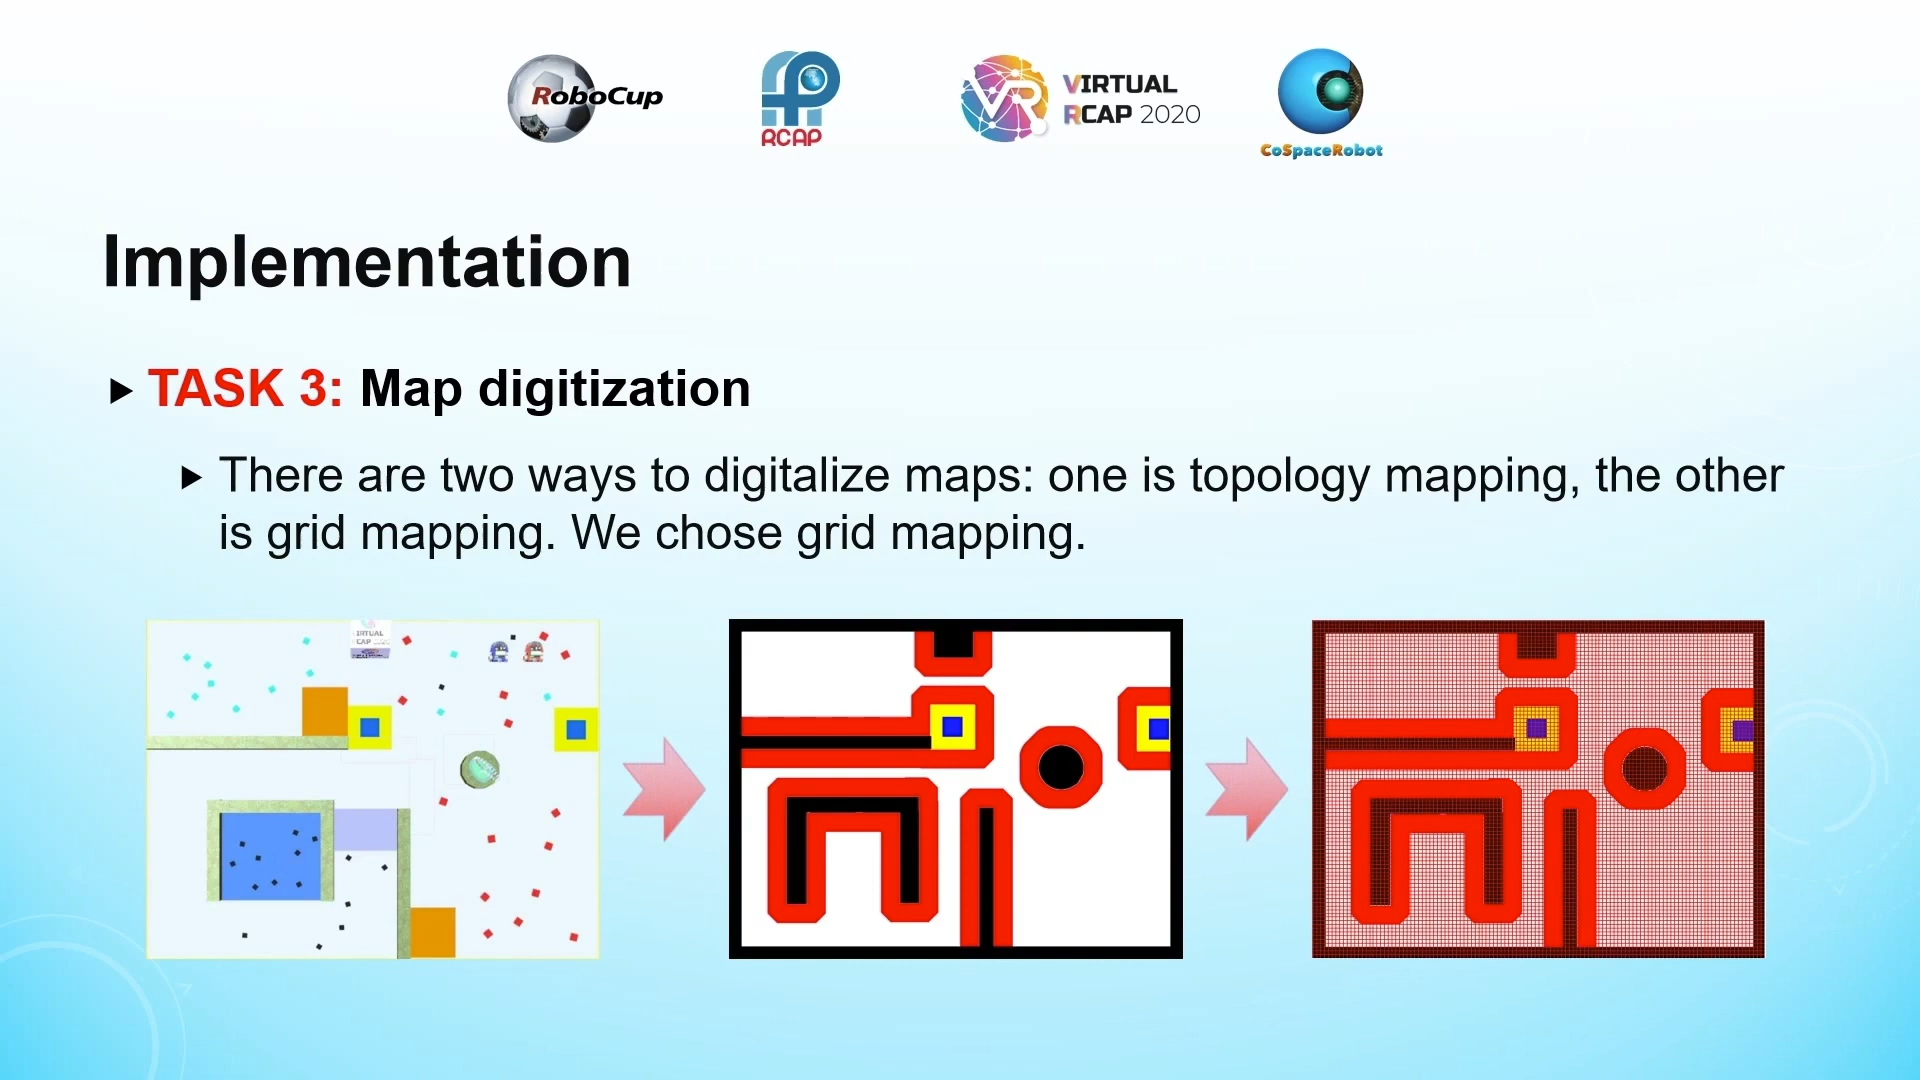 RoboCup
RCAP
VR
VIRTUAL
RCAP 2020
CoSpaceRobot
Implementation
TASK 3: Map digitization
There are two ways to digitalize maps: one is topology mapping, the other
is grid mapping. We chose grid mapping.